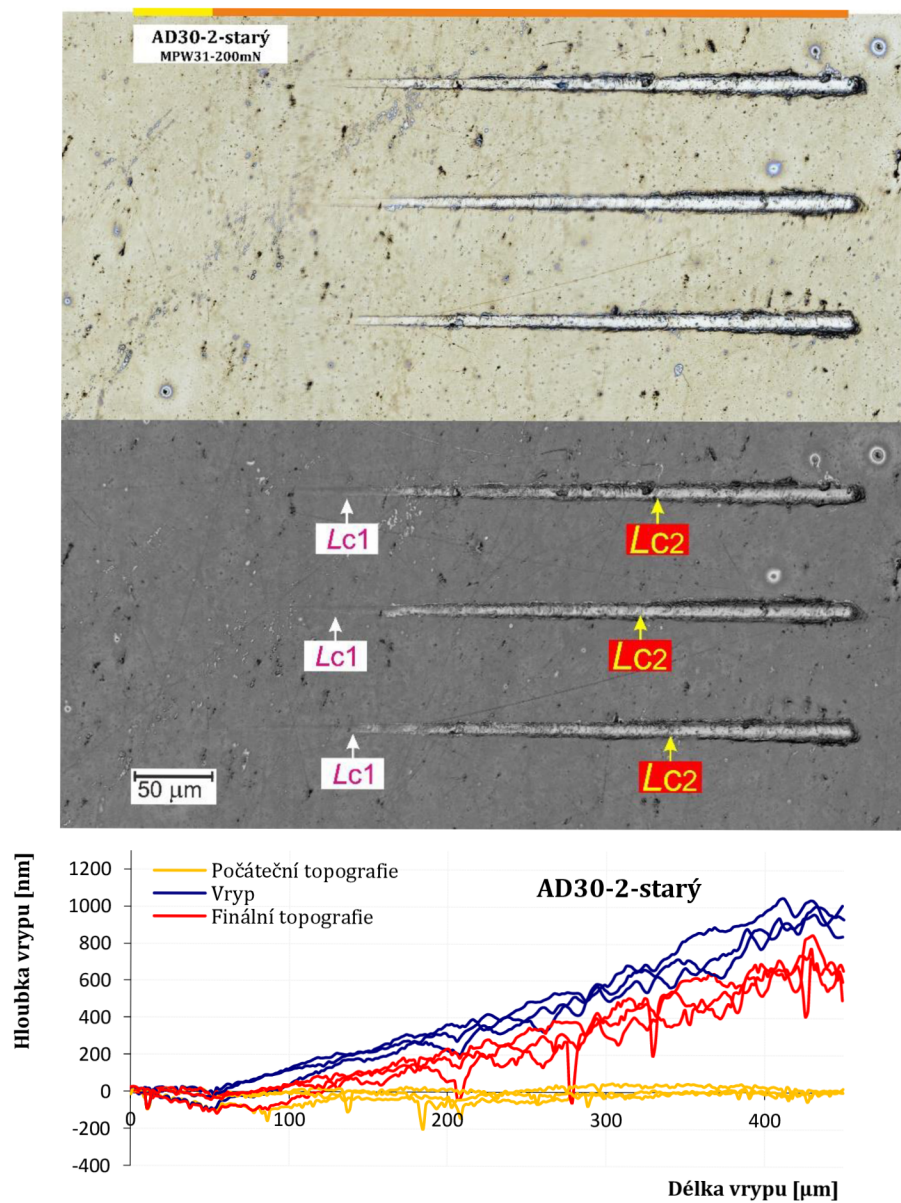 AD30-2-starý
MPW31-200mN
Lc1
Lc2
Lc1
Lc2
Lc1
Lc2
50 µm
Hloubka vrypu [nm]
1200
1000
800
600
400
200
0
-200
-400
Počáteční topografie
Vryp
Finální topografie
AD30-2-starý
0
100
200
300
400
Délka vrypu [µm]